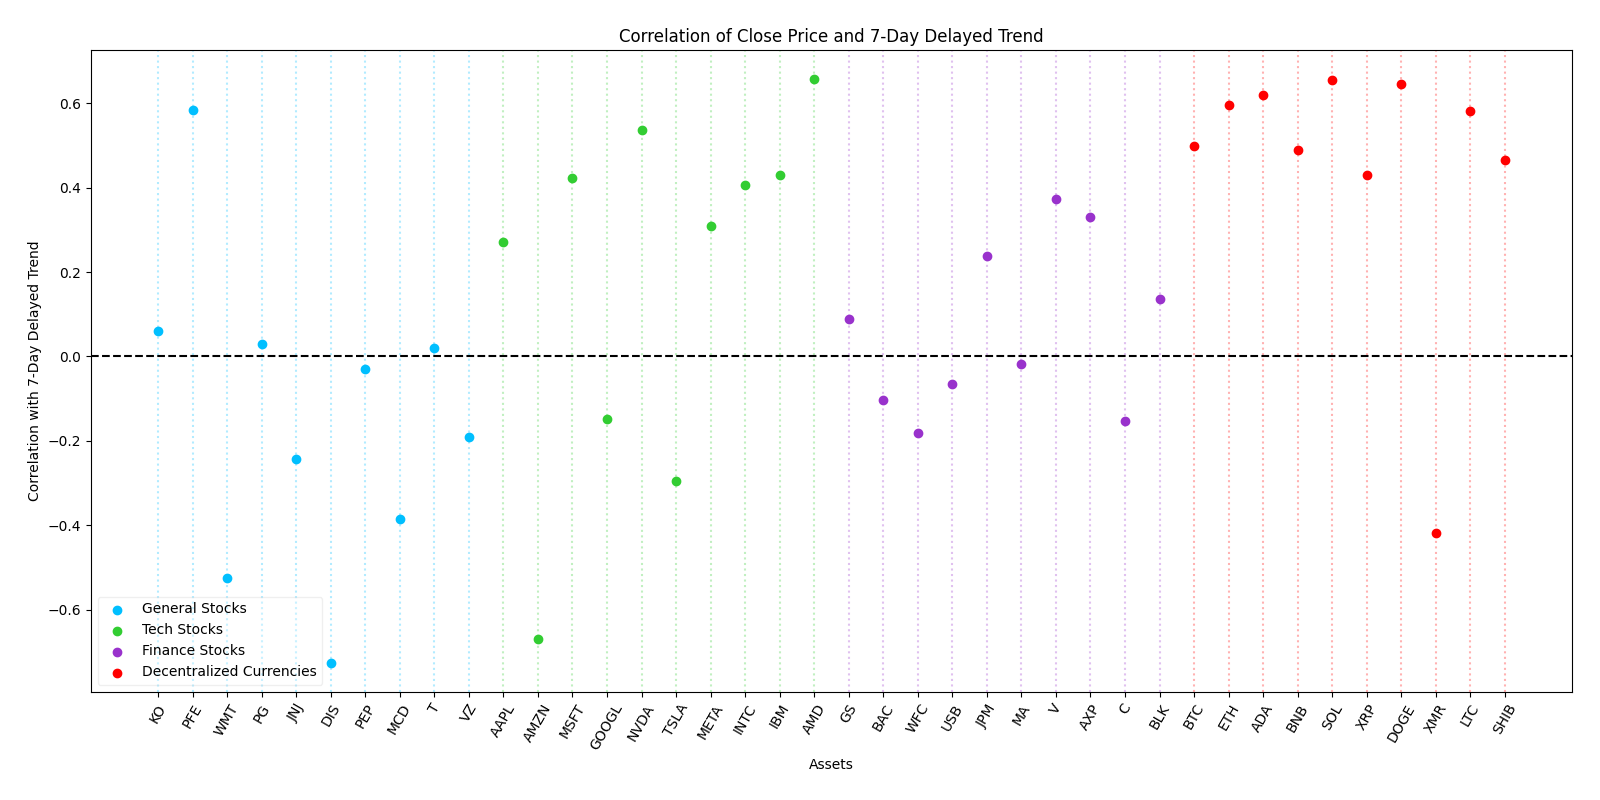 Correlation of Close Price and 7-Day Delayed Trend
Correlation with 7-Day Delayed Trend
0.6
0.4
0.2
0.0
−0.2
−0.4
−0.6
General Stocks
Tech Stocks
Finance Stocks
Decentralized Currencies
KO PFE WMT PG JNJ DIS PEP MCD T VZ AAPL AMZN MSFT GOOGL NVDA TSLA META INTC IBM AMD GS BAC WFC USB JPM MA V AXP C BLK BTC ETH ADA BNB SOL XRP DOGE XMR LTC SHIB
Assets